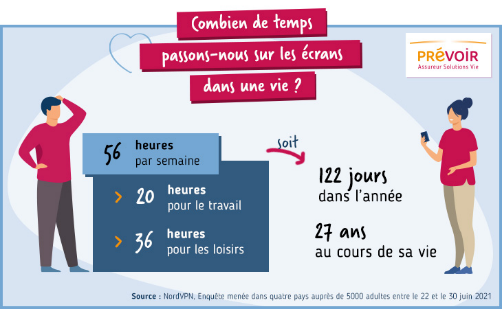 Combien de temps
passons-nous sur les écrans
dans une vie ?
PRéVOIR
Assureur Solutions Vie
56 heures
par semaine
> 20 heures
pour le travail
> 36 heures
pour les loisirs
soit
122 jours
dans l'année
27 ans
au cours de sa vie
Source : NordVPN. Enquête menée dans quatre pays auprès de 5000 adultes entre le 22 et le 30 juin 2021